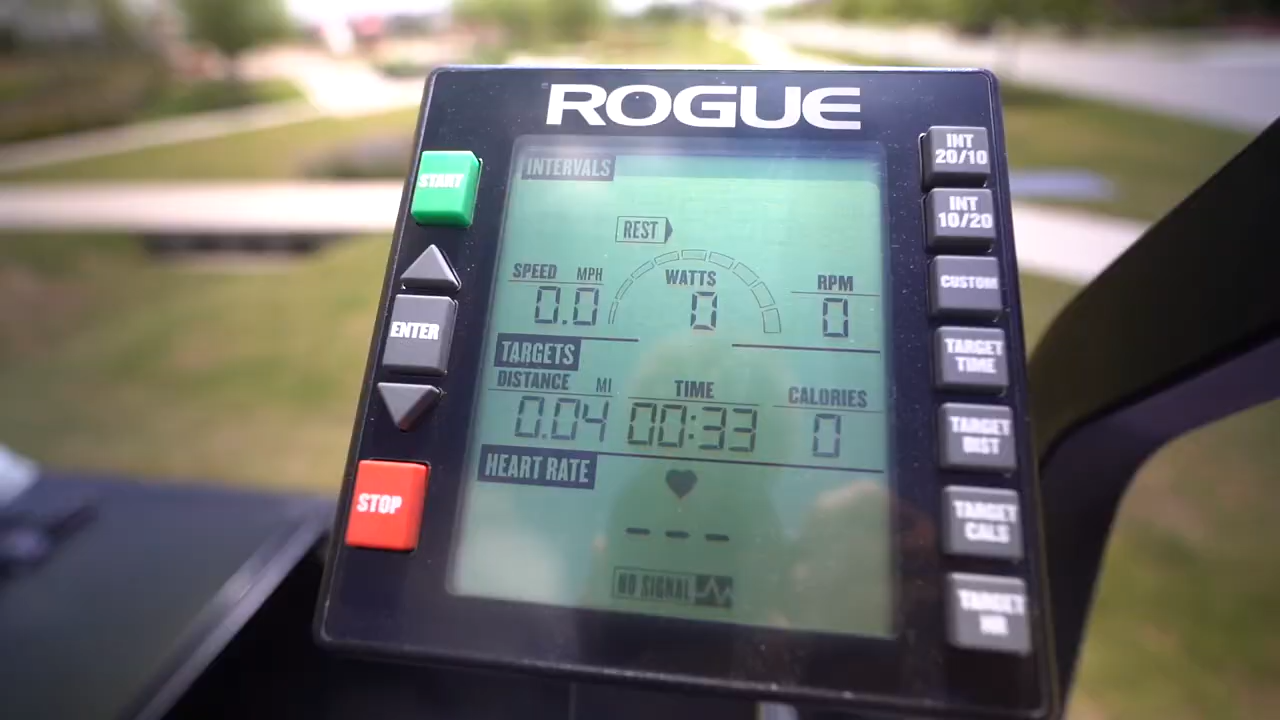 ROGUE
START
ENTER
STOP
INTERVALS
REST
SPEED MPH
0.0
WATTS
0
RPM
0
TARGETS
DISTANCE MI
0.04
TIME
00:33
CALORIES
0
HEART RATE
---
NO SIGNAL
INT
20/10
INT
10/20
CUSTOM
TARGET
TIME
TARGET
DIST
TARGET
CALS
TARGET
HR